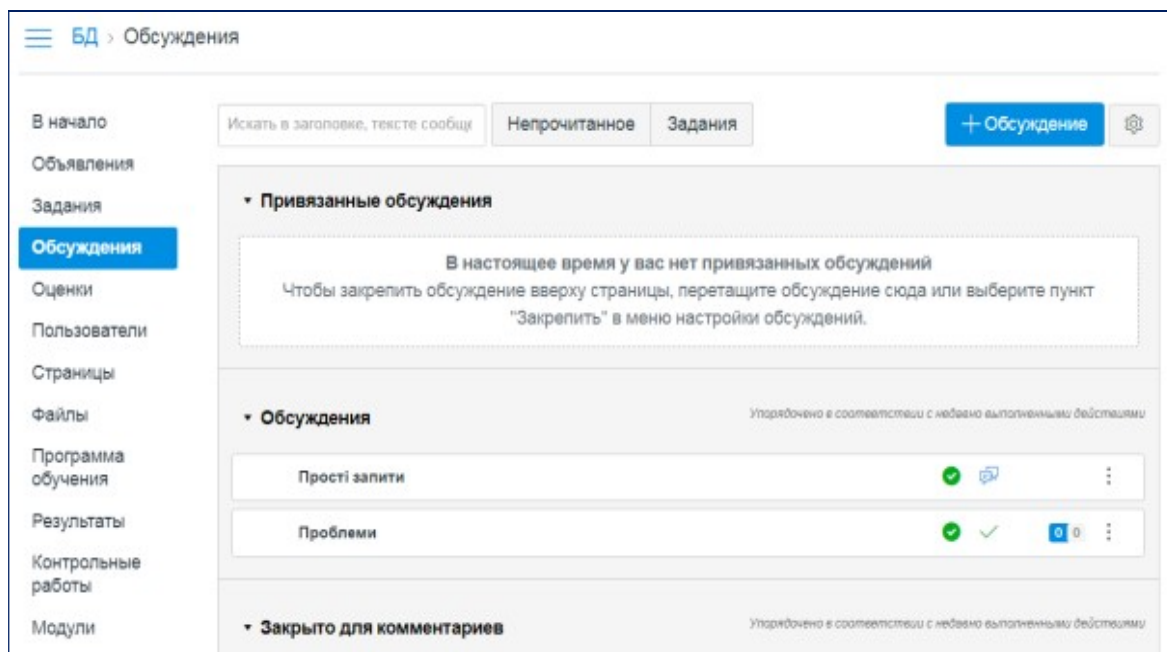 БД › Обсуждения
В начало
Объявления
Задания
Обсуждения
Оценки
Пользователи
Страницы
Файлы
Программа
обучения
Результаты
Контрольные
работы
Модули
Искать в заголовке, тексте сообще
Непрочитанное
Задания
+ Обсуждение
Привязанные обсуждения
В настоящее время у вас нет привязанных обсуждений
Чтобы закрепить обсуждение вверху страницы, перетащите обсуждение сюда или выберите пункт
"Закрепить" в меню настройки обсуждений.
Обсуждения
Упорядочено в соответствии с недавно выполненными действиями
Прості запити
Проблеми
0 0
Закрыто для комментариев
Упорядочено в соответствии с недавно выполненными действиями